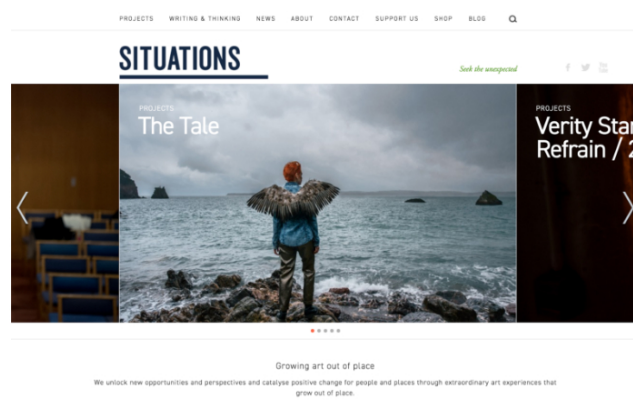 PROJECTS WRITING & THINKING NEWS ABOUT CONTACT SUPPORT US SHOP BLOG
SITUATIONS
Seek the unexpected
PROJECTS
The Tale
PROJECTS
Verity Stan
Refrain / 2
Growing art out of place
We unlock new opportunities and perspectives and catalyse positive change for people and places through extraordinary art experiences that
grow out of place.